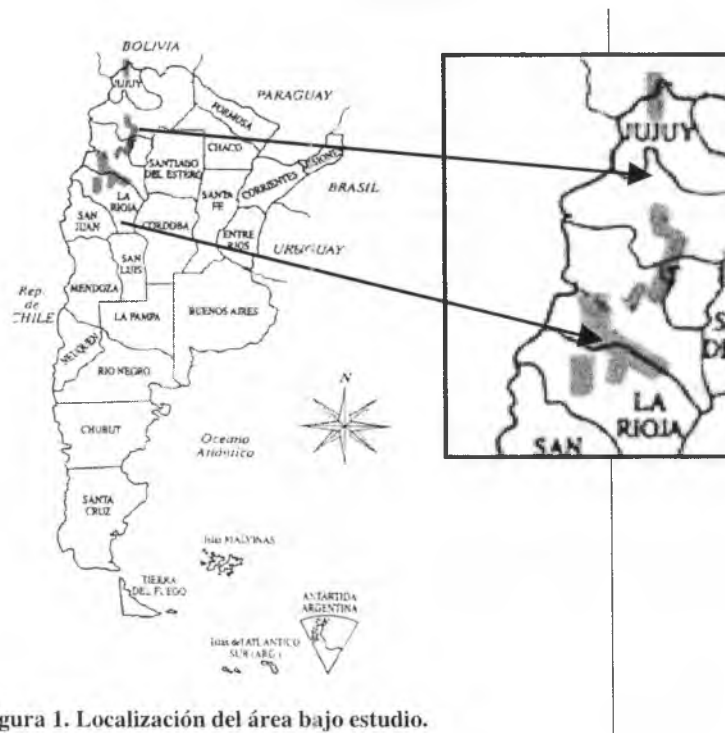 BOLIVIA
JUJUY
PARAGUAY
FORMOSA
CHACO
SANTIAGO
DEL ESTERO
MISIONES
CORRIENTES
SANTA
FE
BRASIL
LA
RIOJA
SAN
JUAN
CÓRDOBA
ENTRE
RIOS
URUGUAY
SAN
LUIS
MENDOZA
Rep.
de
CHILE
LA PAMPA
BUENOS AIRES
NEUQUEN
RIO NEGRO
N
CHUBUT
Oceano
Atlántico
SANTA
CRUZ
Islas MALVINAS
TIERRA
DEL FUEGO
ANTÁRTIDA
ARGENTINA
Islas del ATLANTICO
SUR (ARG.)
JUJUY
LA
RIOJA
SAN
gura 1. Localización del área bajo estudio.